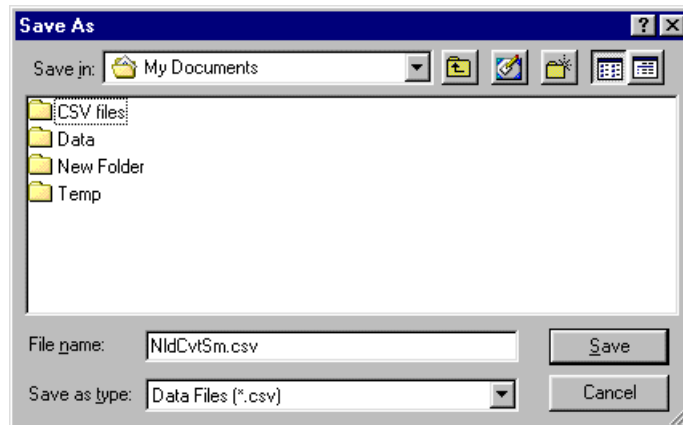 Save As
Save in: My Documents
CSV files
Data
New Folder
Temp
File name: NldCvtSm.csv Save
Save as type: Data Files (*.csv) Cancel